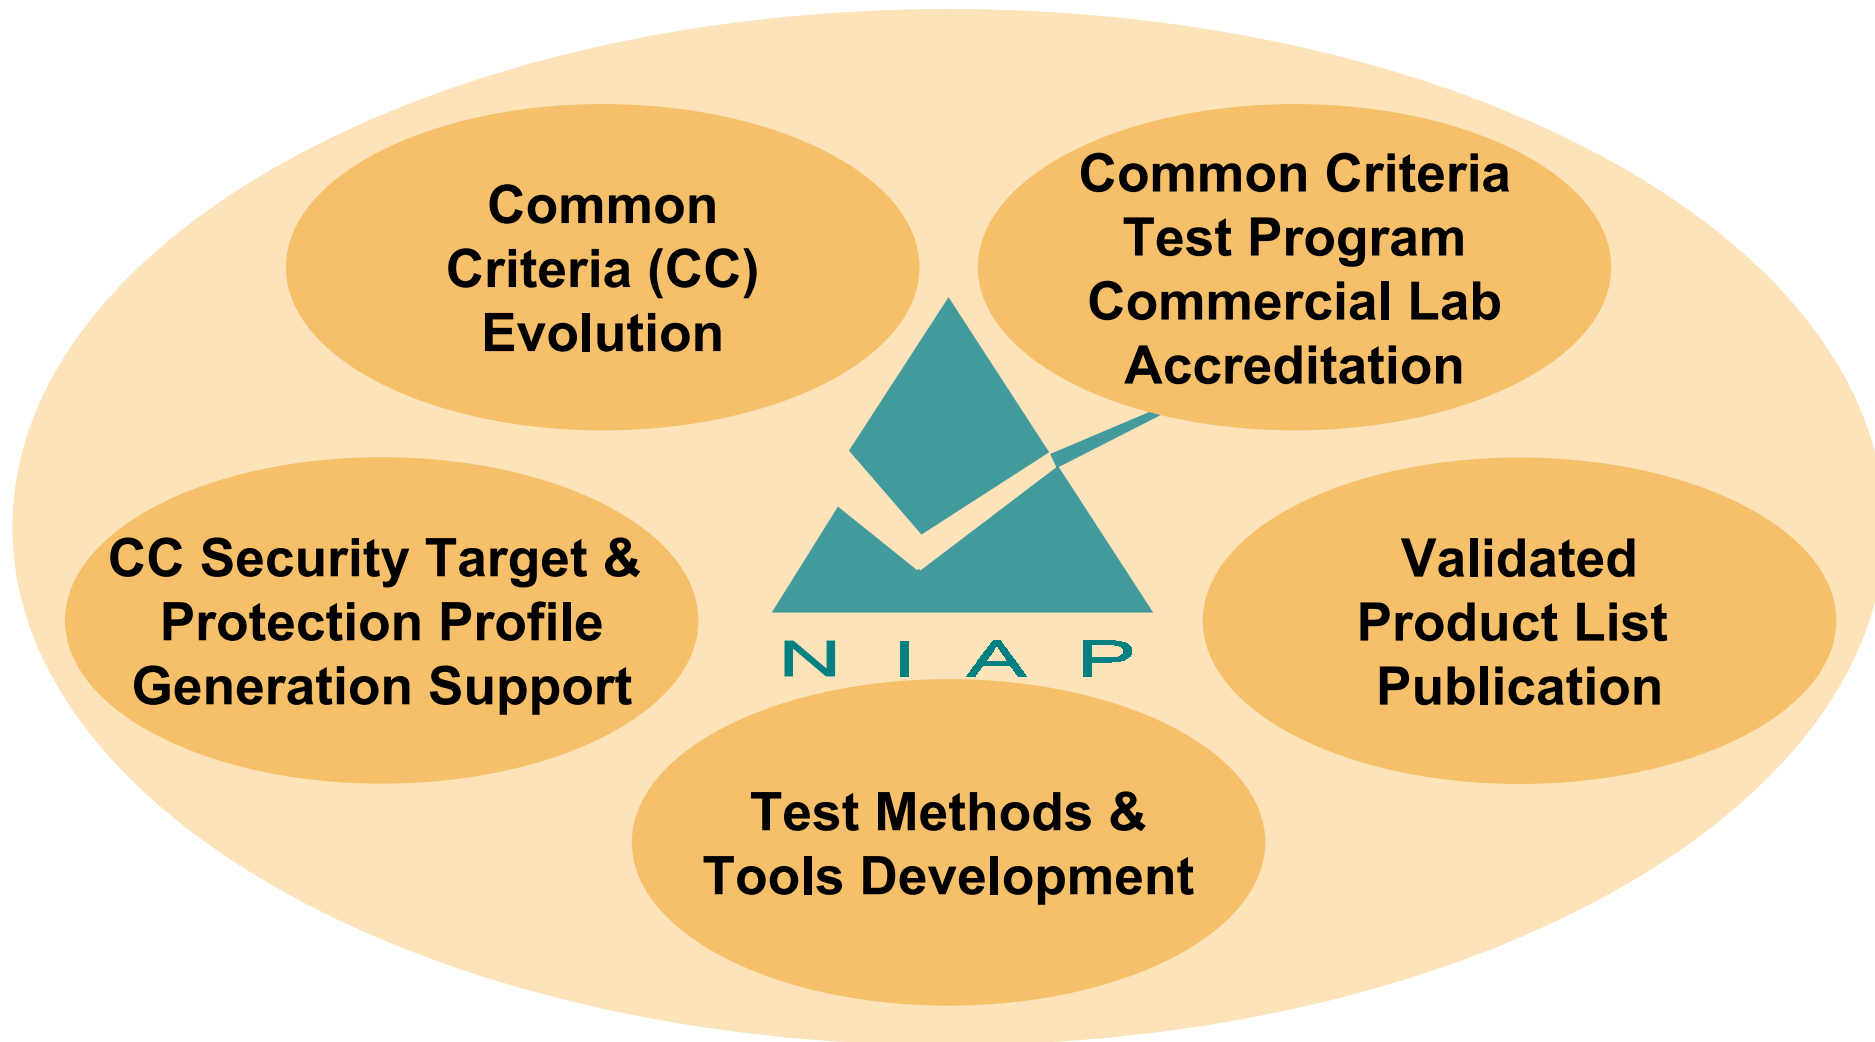 Common
Criteria (CC)
Evolution
Common Criteria
Test Program
Commercial Lab
Accreditation
CC Security Target &
Protection Profile
Generation Support
Validated
Product List
Publication
NIAP
Test Methods &
Tools Development